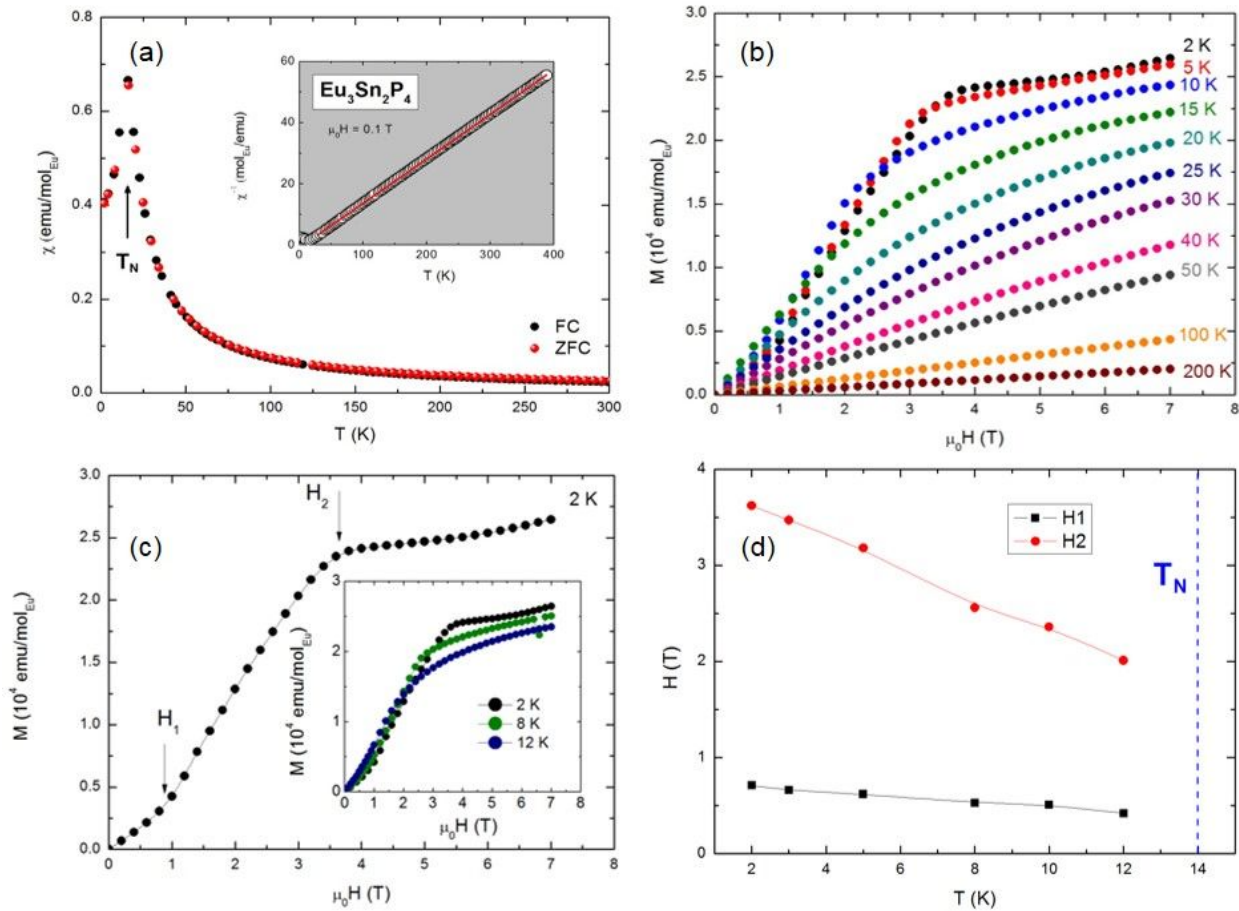 (a)
0.8
0.6
0.4
0.2
0.0
χ (emu/mol_Eu)
T_N
60
40
20
0
χ⁻¹ (mol_Eu/emu)
Eu₃Sn₂P₄
μ₀H = 0.1 T
0 100 200 300 400
T (K)
FC
ZFC
0 50 100 150 200 250 300
T (K)
(b)
3.0
2.5
2.0
1.5
1.0
0.5
0.0
M (10⁴ emu/mol_Eu)
2 K
5 K
10 K
15 K
20 K
25 K
30 K
40 K
50 K
100 K
200 K
0 1 2 3 4 5 6 7 8
μ₀H (T)
(c)
3.0
2.5
2.0
1.5
1.0
0.5
0.0
M (10⁴ emu/mol_Eu)
H₁
H₂
2 K
3
2
1
0
M (10⁴ emu/mol_Eu)
2 K
8 K
12 K
0 1 2 3 4 5 6 7 8
μ₀H (T)
0 1 2 3 4 5 6 7 8
μ₀H (T)
(d)
5
4
3
2
1
0
H (T)
H1
H2
T_N
2 4 6 8 10 12 14
T (K)